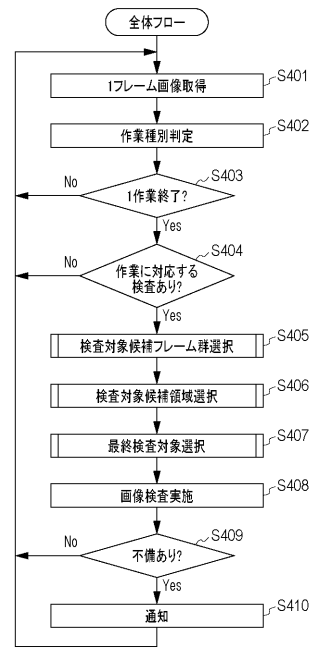 全体フロー
1フレーム画像取得
S401
作業種別判定
S402
1作業終了?
S403
No
Yes
作業に対応する
検査あり?
S404
No
Yes
検査対象候補フレーム群選択
S405
検査対象候補領域選択
S406
最終検査対象選択
S407
画像検査実施
S408
不備あり?
S409
No
Yes
通知
S410